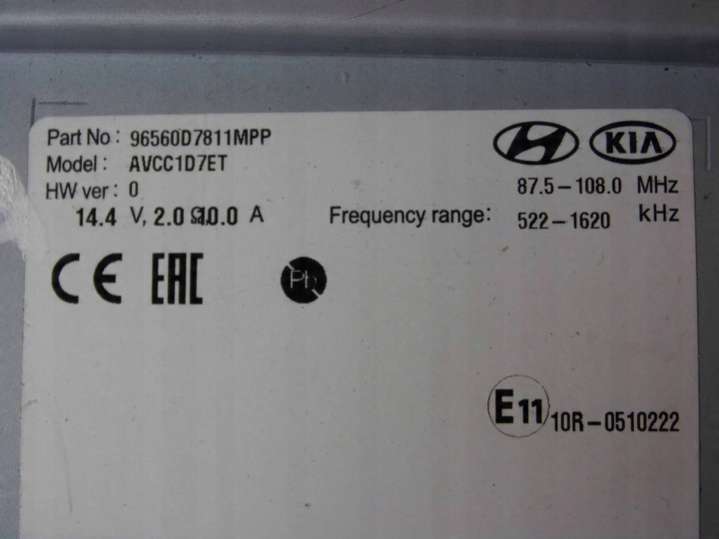 Part No : 96560D7811MPP
KIA
Model : AVCC1D7ET
HW ver : 0
87.5-108.0 MHz
14.4 V, 2.0 Ω 10.0 A
Frequency range: 522-1620 kHz
CE EAC Pb
E11 10R-0510222